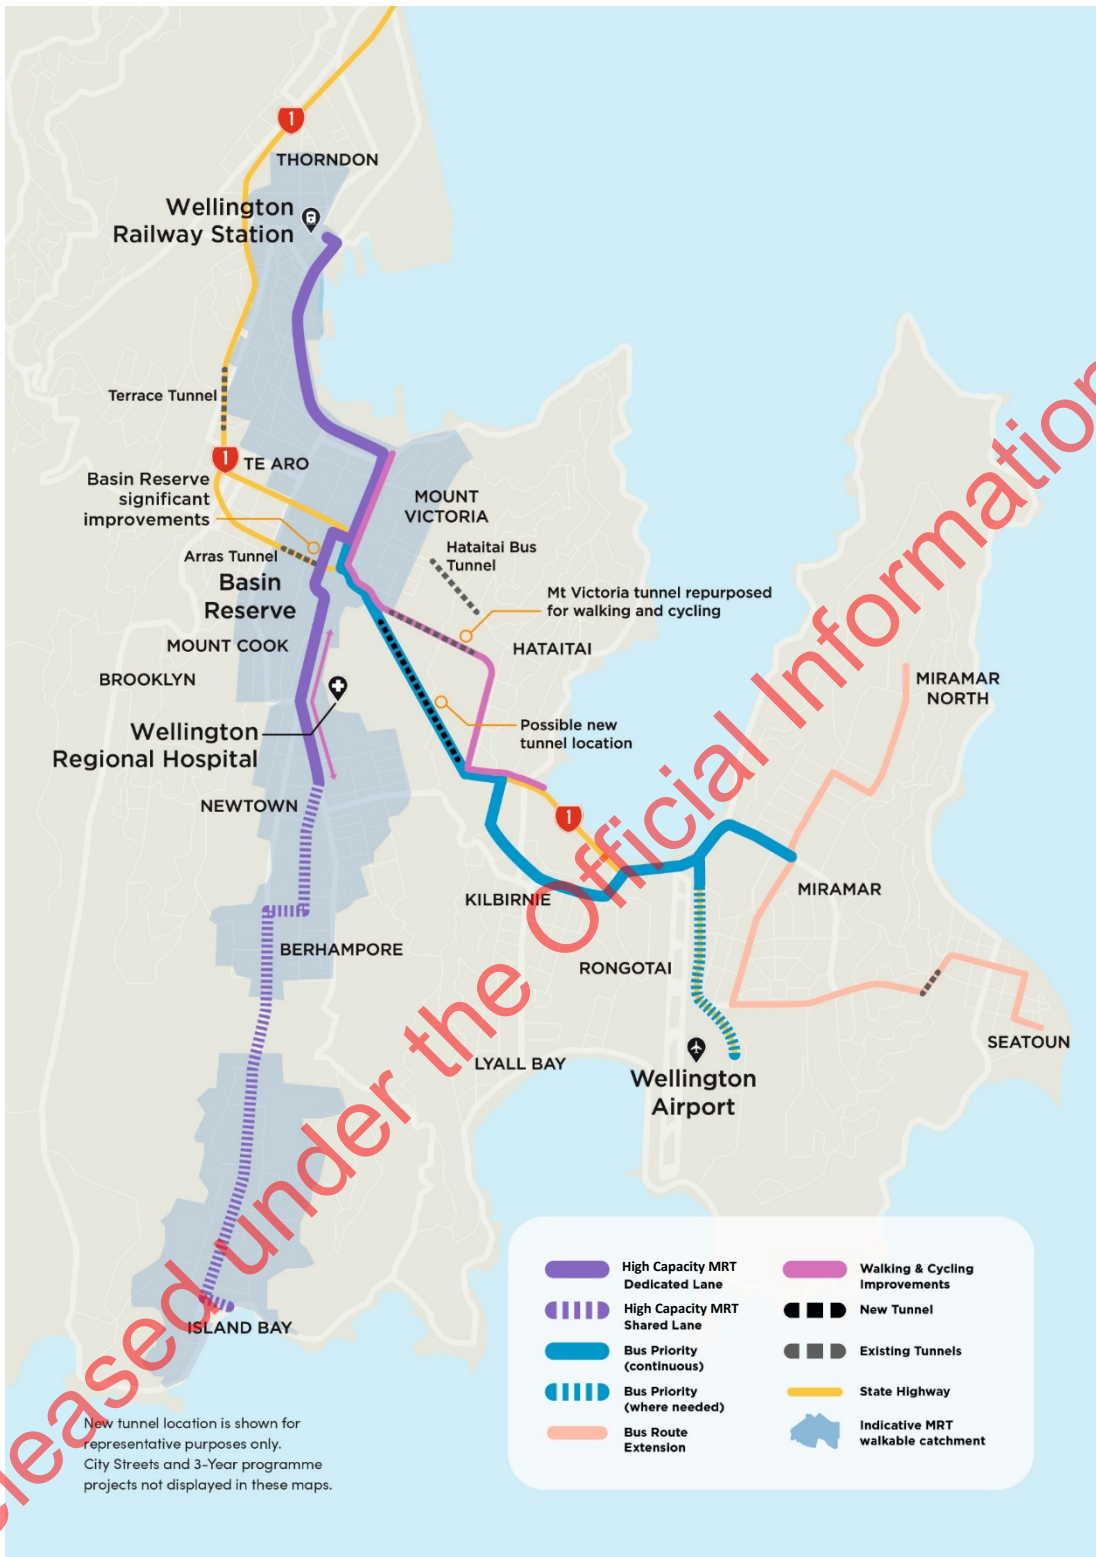 1
THORNDON
Wellington
Railway Station
Terrace Tunnel
1
TE ARO
Basin Reserve
significant
improvements
MOUNT
VICTORIA
Arras Tunnel
Hataitai Bus
Tunnel
Basin
Reserve
Mt Victoria tunnel repurposed
for walking and cycling
MOUNT COOK
HATAITAI
BROOKLYN
MIRAMAR
NORTH
Wellington
Regional Hospital
Possible new
tunnel location
NEWTOWN
1
KILBIRNIE
MIRAMAR
BERHAMPORE
RONGOTAI
SEATOUN
LYALL BAY
Wellington
Airport
ISLAND BAY
High Capacity MRT
Dedicated Lane
High Capacity MRT
Shared Lane
Bus Priority
(continuous)
Bus Priority
(where needed)
Bus Route
Extension
Walking & Cycling
Improvements
New Tunnel
Existing Tunnels
State Highway
Indicative MRT
walkable catchment
New tunnel location is shown for
representative purposes only.
City Streets and 3-Year programme
projects not displayed in these maps.
eleased under the Official Information